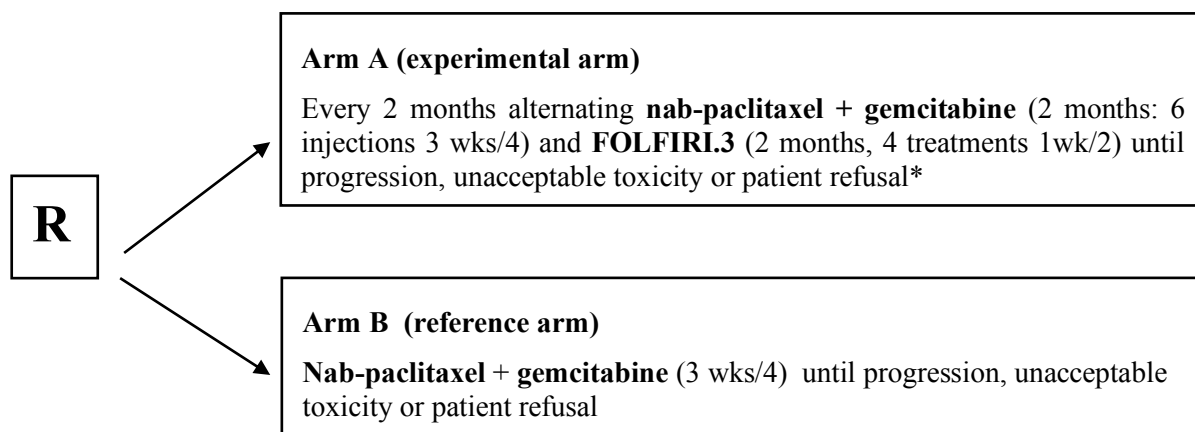 R
Arm A (experimental arm)
Every 2 months alternating nab-paclitaxel + gemcitabine (2 months: 6
injections 3 wks/4) and FOLFIRI.3 (2 months, 4 treatments 1wk/2) until
progression, unacceptable toxicity or patient refusal*
Arm B (reference arm)
Nab-paclitaxel + gemcitabine (3 wks/4) until progression, unacceptable
toxicity or patient refusal